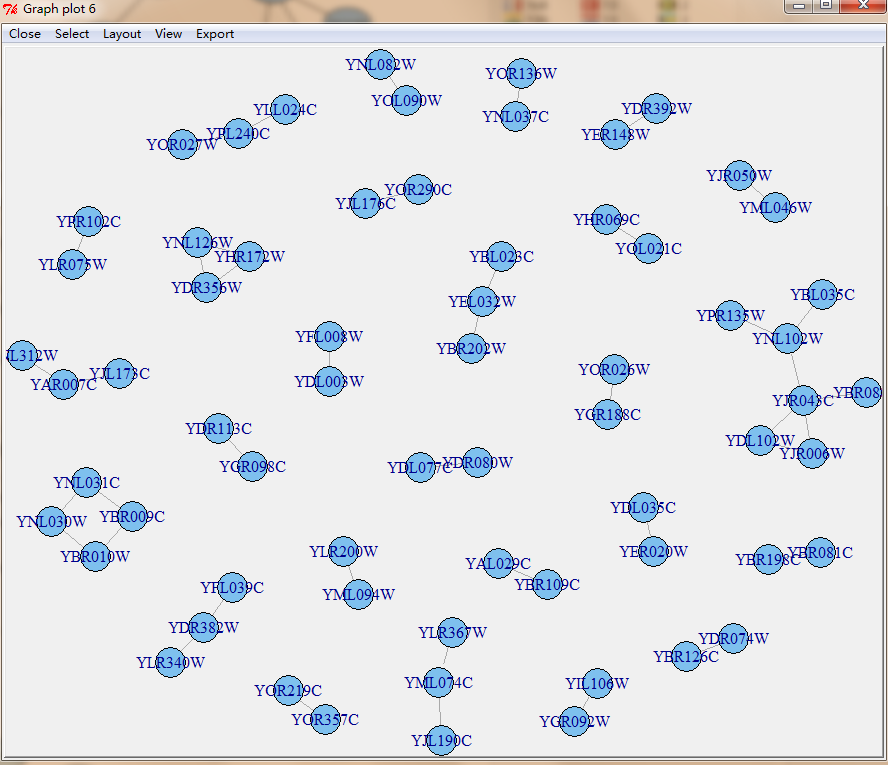 Graph plot 6
Close Select Layout View Export
YNL082W
YOR136W
YOL090W
YLL024C
YDR392W
YNL037C
YPL240C
YER148W
YOR027W
YJR050W
YOR290C
YJL176C
YML046W
YPR102C
YHR069C
YNL126W
YOL021C
YHR172W
YBL023C
YLR075W
YDR356W
YBL035C
YEL032W
YPR135W
YFL008W
YNL102W
YBR202W
YOR026W
YJL173C
YAR007C
YDL003W
YBR08
YJR043C
YGR188C
YDR113C
YDL102W
YJR006W
YDR080W
YGR098C
YDL077C
YNL031C
YDL035C
YBR009C
YNL030W
YLR200W
YER020W
YBR081C
YBR198C
YBR010W
YAL029C
YBR109C
YFL039C
YML094W
YDR382W
YLR367W
YDR074W
YBR126C
YLR340W
YML074C
YIL106W
YOR219C
YOR357C
YGR092W
YJL190C